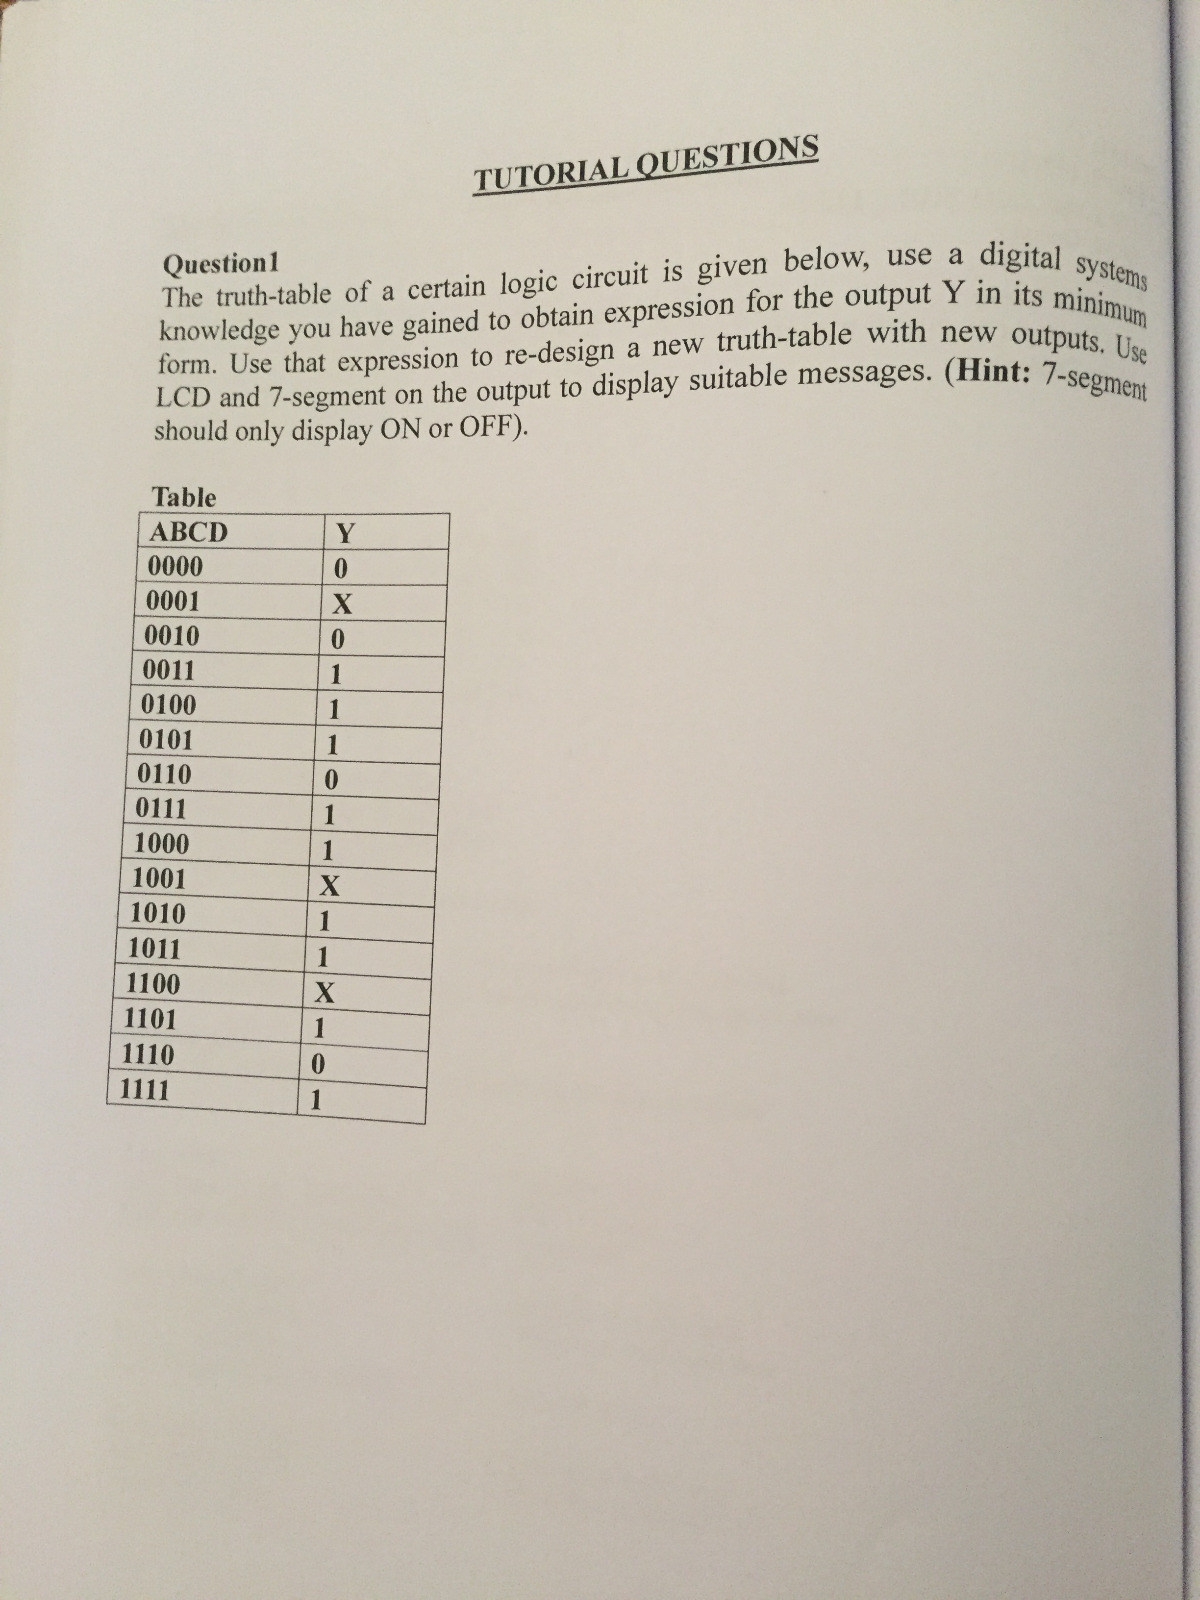 TUTORIAL QUESTIONS
Question1
The truth-table of a certain logic circuit is given below, use a digital systems
knowledge you have gained to obtain expression for the output Y in its minimum
form. Use that expression to re-design a new truth-table with new outputs. Use
LCD and 7-segment on the output to display suitable messages. (Hint: 7-segment
should only display ON or OFF).
Table
ABCD Y
0000 0
0001 X
0010 0
0011 1
0100 1
0101 1
0110 0
0111 1
1000 1
1001 X
1010 1
1011 1
1100 X
1101 1
1110 0
1111 1